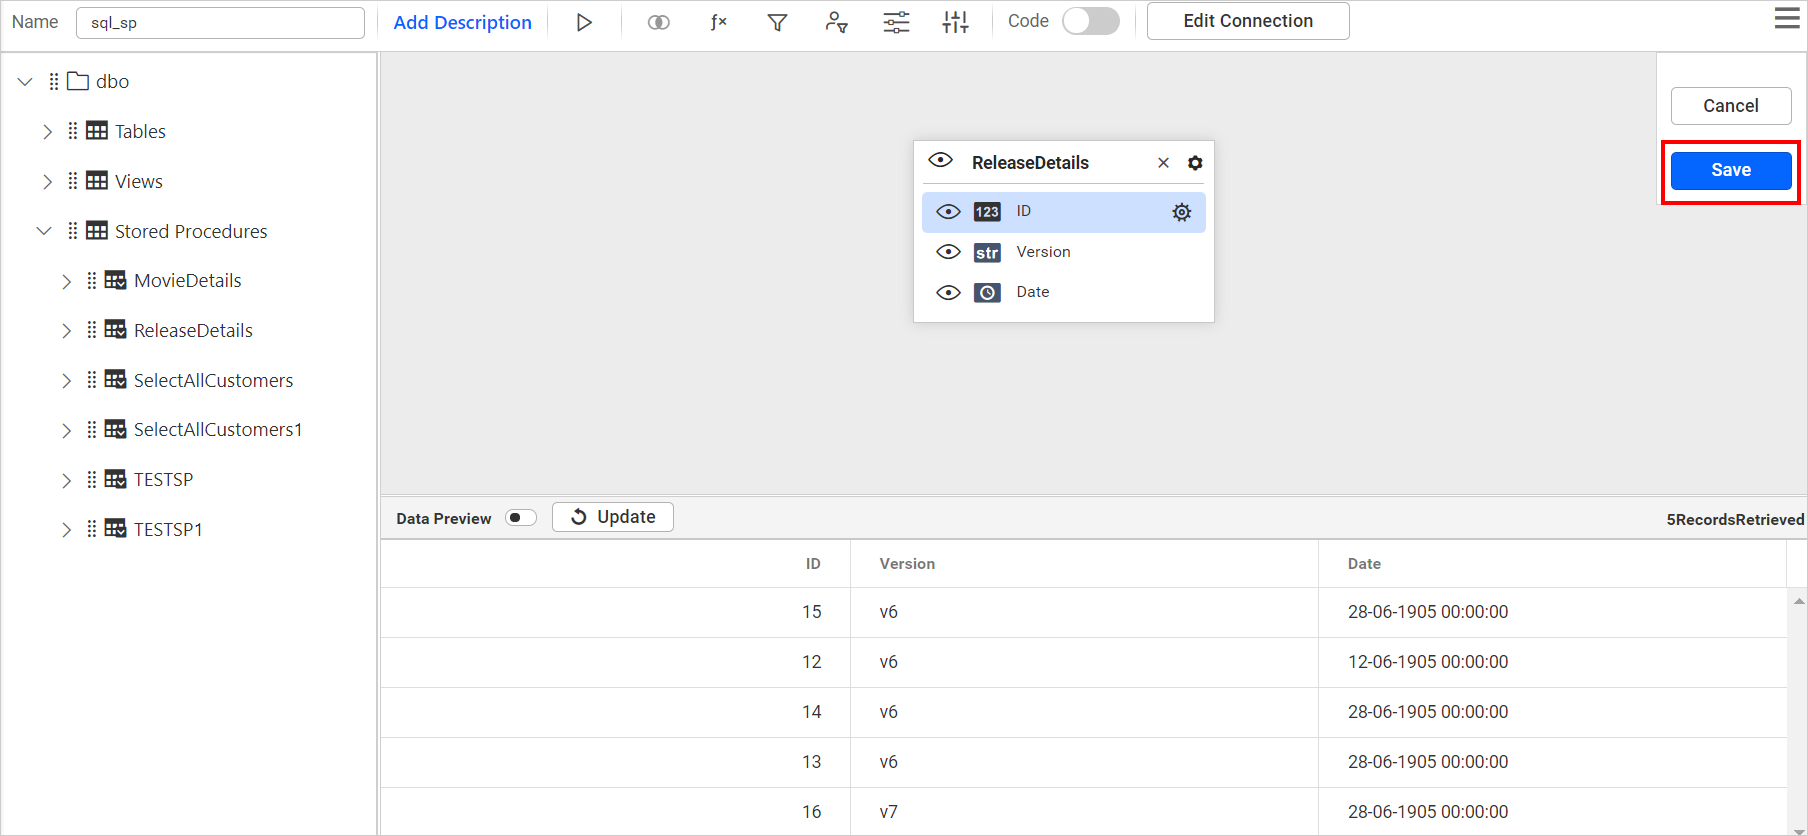 Name sql_sp Add Description ƒx Code Edit Connection
dbo
Tables
Views
Stored Procedures
MovieDetails
ReleaseDetails
SelectAllCustomers
SelectAllCustomers1
TESTSP
TESTSP1
Cancel
Save
ReleaseDetails
123 ID
str Version
Date
Data Preview Update 5RecordsRetrieved
ID Version Date
15 v6 28-06-1905 00:00:00
12 v6 12-06-1905 00:00:00
14 v6 28-06-1905 00:00:00
13 v6 28-06-1905 00:00:00
16 v7 28-06-1905 00:00:00